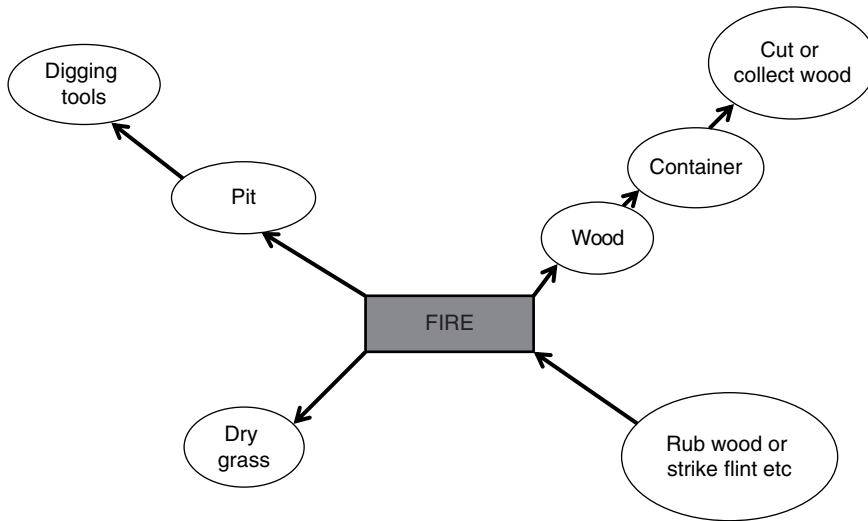 Cut or
collect wood
Digging
tools
Container
Pit
Wood
FIRE
Dry
grass
Rub wood or
strike flint etc